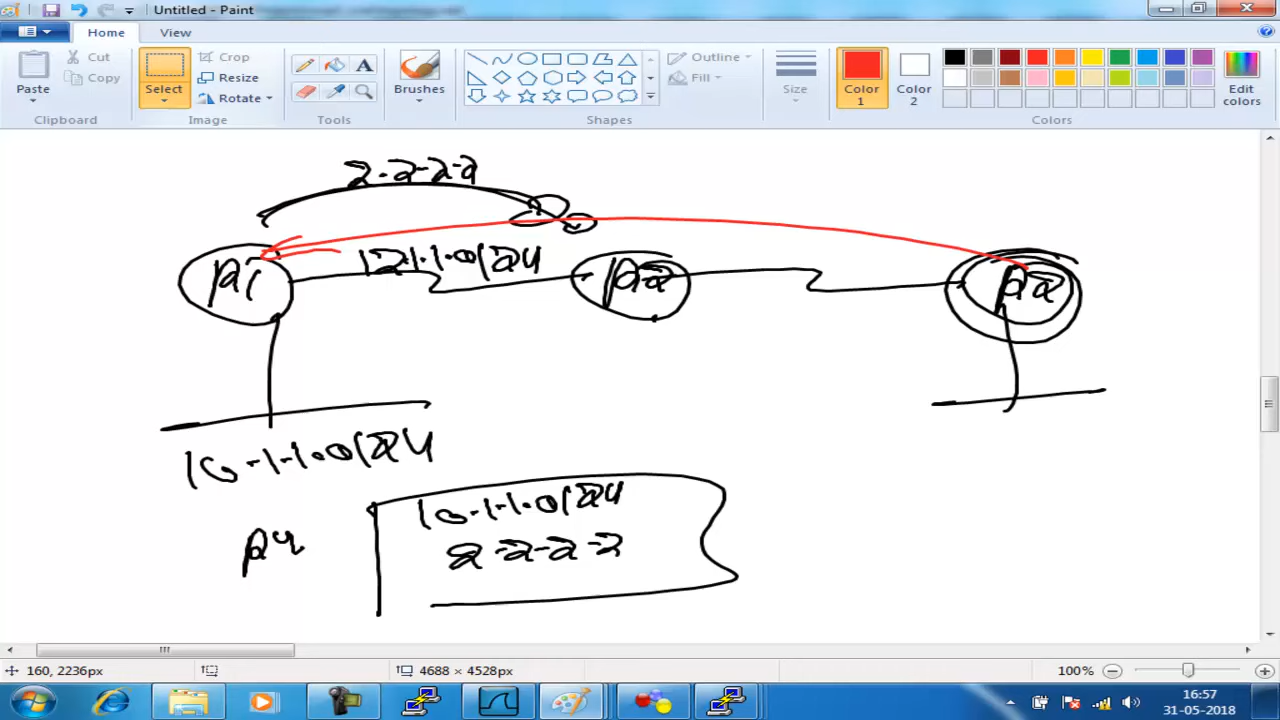 Untitled - Paint
Home
View
Paste
Cut
Copy
Clipboard
Select
Crop
Resize
Rotate
Image
Tools
Brushes
Shapes
Outline
Fill
Size
Color 1
Color 2
Edit colors
Colors
2.2.2.2
R1
12.1.1.0/24
R2
R2
10.1.1.0/24
10.1.1.0/24
2.2.2.2
160, 2236px
4688 × 4528px
100%
16:57
31-05-2018